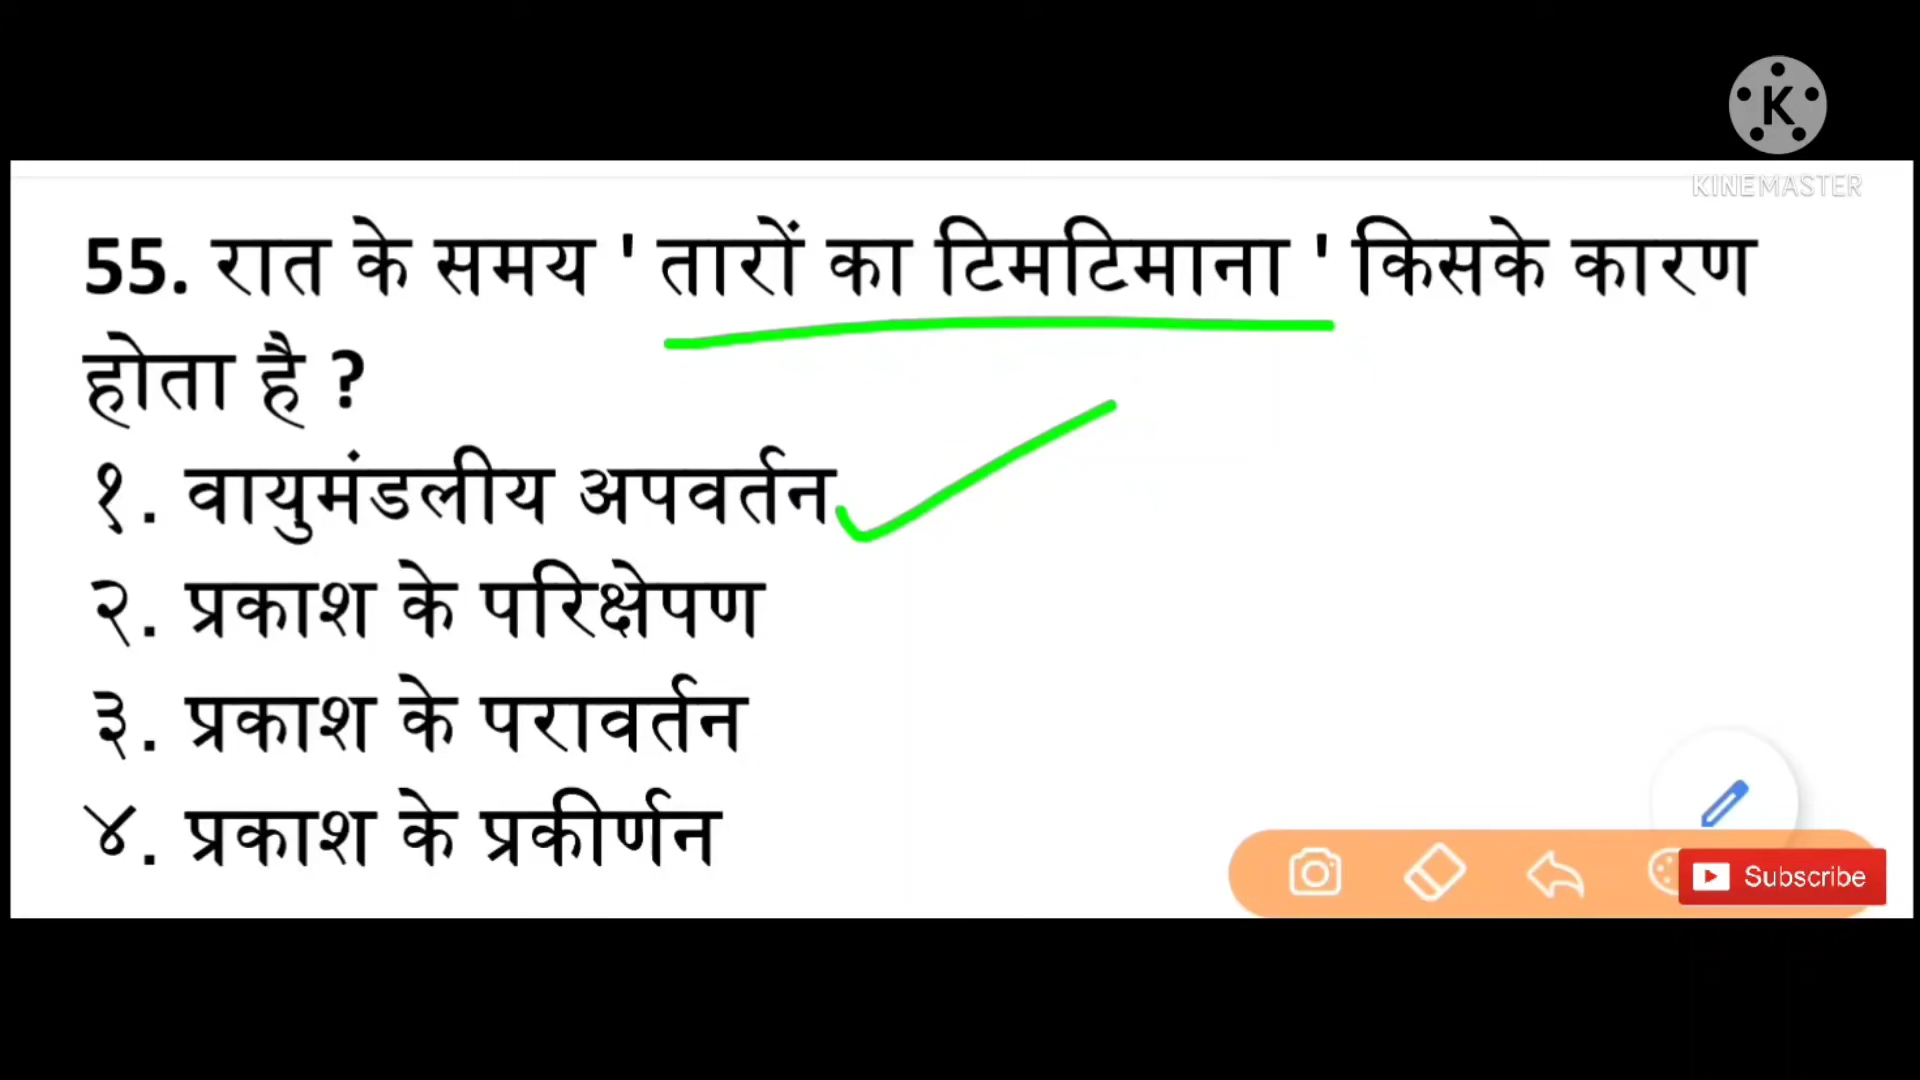 KINEMASTER
55. रात के समय ' तारों का टिमटिमाना ' किसके कारण
होता है ?
१. वायुमंडलीय अपवर्तन
२. प्रकाश के परिक्षेपण
३. प्रकाश के परावर्तन
४. प्रकाश के प्रकीर्णन
Subscribe